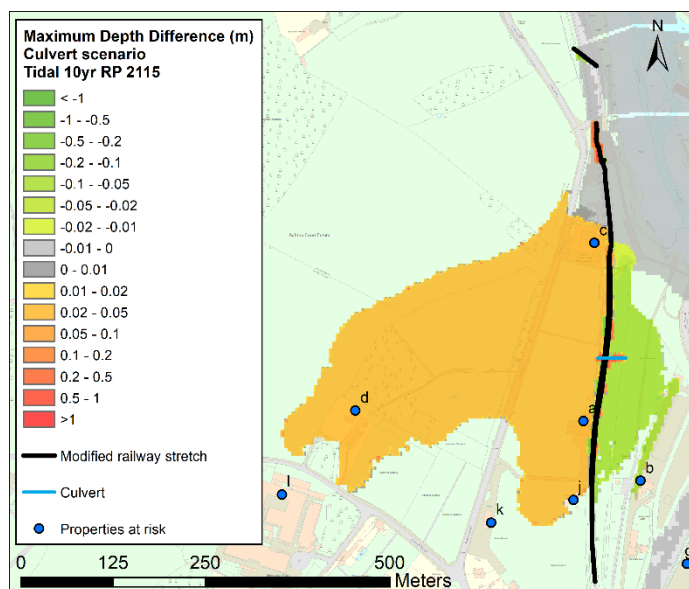 Maximum Depth Difference (m)
Culvert scenario
Tidal 10yr RP 2115
< -1
-1 - -0.5
-0.5 - -0.2
-0.2 - -0.1
-0.1 - -0.05
-0.05 - -0.02
-0.02 - -0.01
-0.01 - 0
0 - 0.01
0.01 - 0.02
0.02 - 0.05
0.05 - 0.1
0.1 - 0.2
0.2 - 0.5
0.5 - 1
>1
Modified railway stretch
Culvert
Properties at risk
N
c
d
a
b
l
j
k
0 125 250 500
Meters